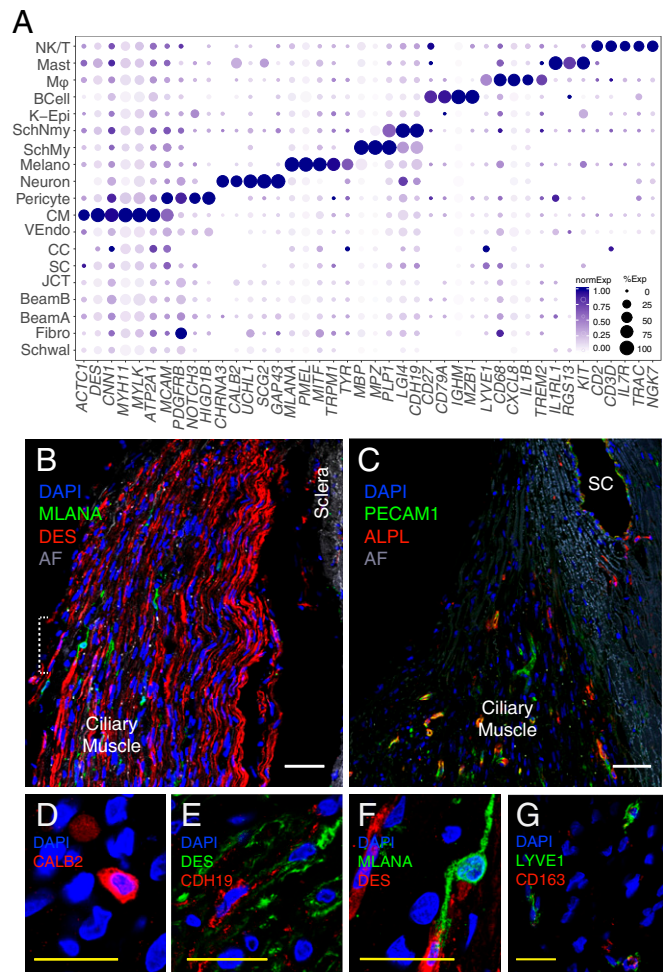 A
NK/T
Mast
Mφ
BCell
K-Epi
SchNmy
SchMy
Melano
Neuron
Pericyte
CM
VEndo
CC
SC
JCT
BeamB
BeamA
Fibro
Schwal
normExp
1.00
0.75
0.50
0.25
0.00
%Exp
0
25
50
75
100
ACTC1
DES
CNN1
MYH11
MYLK
ATP2A1
MCAM
PDGFRB
NOTCH3
HIGD1B
CHRNA3
CALB2
UCHL1
SCG2
GAP43
MLANA
PMEL
MITF
TRPM1
TYR
MBP
MPZ
PLP1
LGI4
CDH19
CD27
CD79A
IGHM
MZB1
LYVE1
CD68
CXCL8
IL1B
TREM2
IL1RL1
RGS13
KIT
CD2
CD3D
IL7R
TRAC
NGK7
B
DAPI
MLANA
DES
AF
Sclera
Ciliary
Muscle
C
DAPI
PECAM1
ALPL
AF
SC
Ciliary
Muscle
D
DAPI
CALB2
E
DAPI
DES
CDH19
F
DAPI
MLANA
DES
G
DAPI
LYVE1
CD163